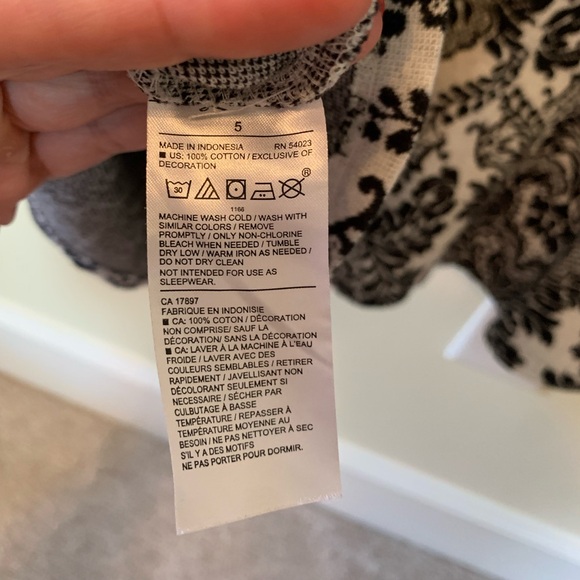 5
MADE IN INDONESIA RN 54023
■ US: 100% COTTON / EXCLUSIVE OF
DECORATION
30
®
1166
MACHINE WASH COLD / WASH WITH
SIMILAR COLORS / REMOVE
PROMPTLY / ONLY NON-CHLORINE
BLEACH WHEN NEEDED / TUMBLE
DRY LOW / WARM IRON AS NEEDED /
DO NOT DRY CLEAN
NOT INTENDED FOR USE AS
SLEEPWEAR.
CA 17897
FABRIQUE EN INDONISIE
■ CA: 100% COTON / DÉCORATION
NON COMPRISE/ SAUF LA
DÉCORATION/ SANS LA DÉCORATION
■ CA: LAVER À LA MACHINE À L'EAU
FROIDE / LAVER AVEC DES
COULEURS SEMBLABLES / RETIRER
RAPIDEMENT / JAVELLISANT NON
DÉCOLORANT SEULEMENT SI
NECESSAIRE / SÉCHER PAR
CULBUTAGE À BASSE
TEMPÉRATURE / REPASSER À
TEMPÉRATURE MOYENNE AU
BESOIN / NE PAS NETTOYER À SEC
S'IL Y A DES MOTIFS
NE PAS PORTER POUR DORMIR.